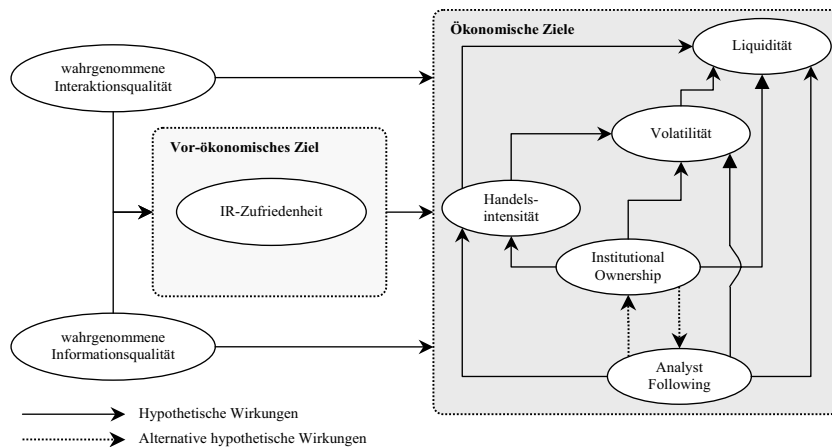 Ökonomische Ziele
Liquidität
wahrgenommene
Interaktionsqualität
Volatilität
Vor-ökonomisches Ziel
IR-Zufriedenheit
Handels-
intensität
Institutional
Ownership
wahrgenommene
Informationsqualität
Analyst
Following
Hypothetische Wirkungen
Alternative hypothetische Wirkungen